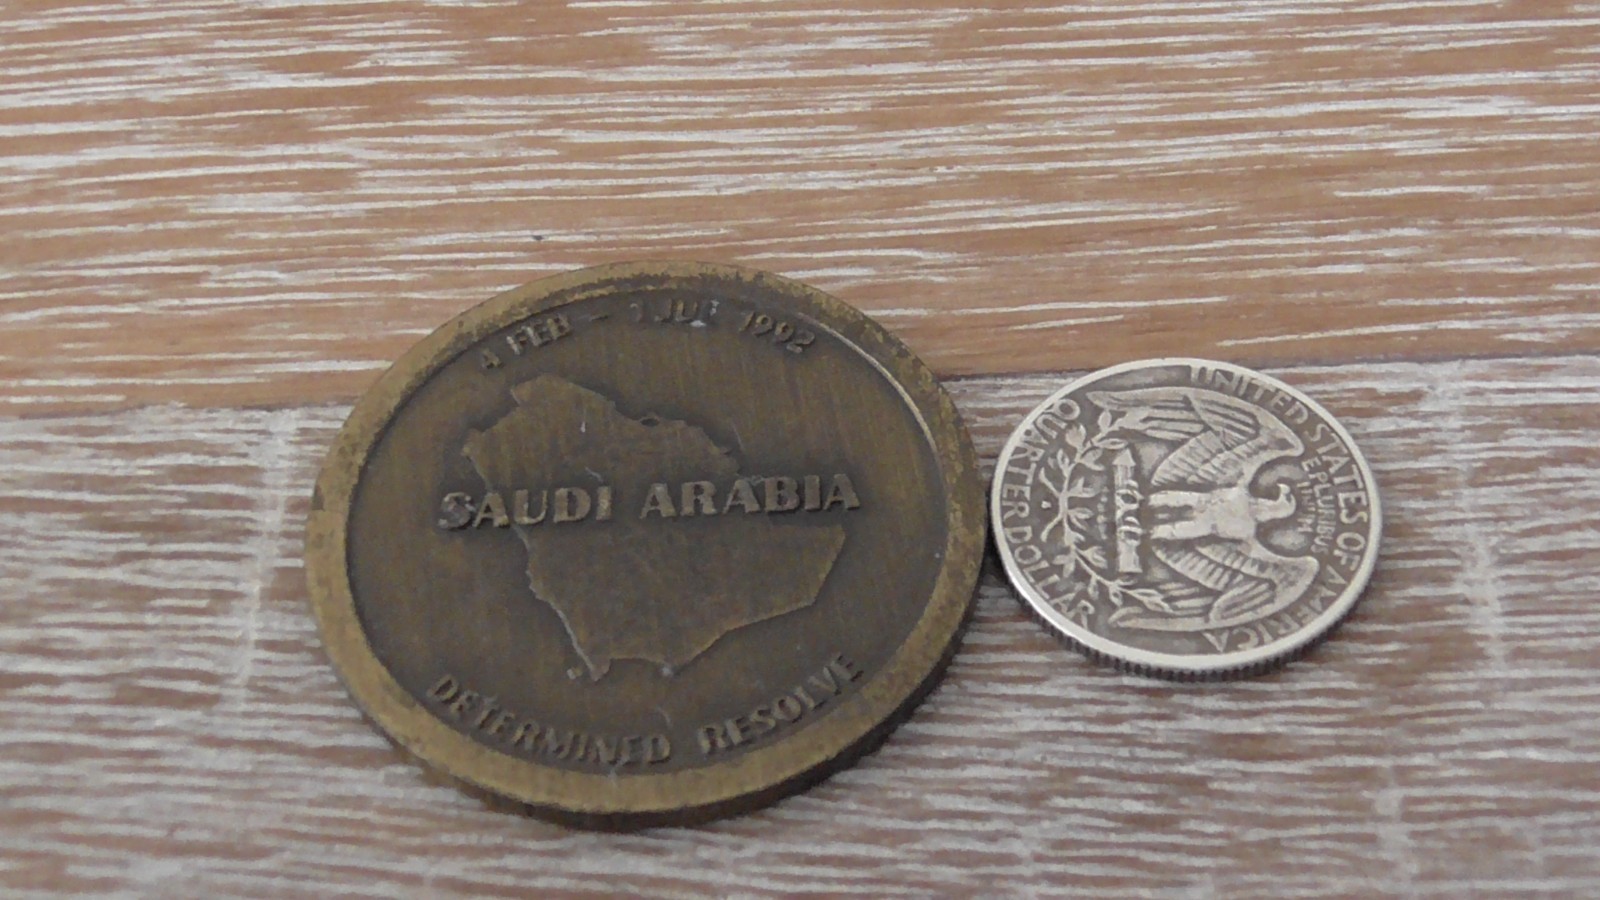 4 FEB - 1 JUL 1992
SAUDI ARABIA
DETERMINED RESOLVE
UNITED STATES OF AMERICA
E PLURIBUS
UNUM
QUARTER DOLLAR